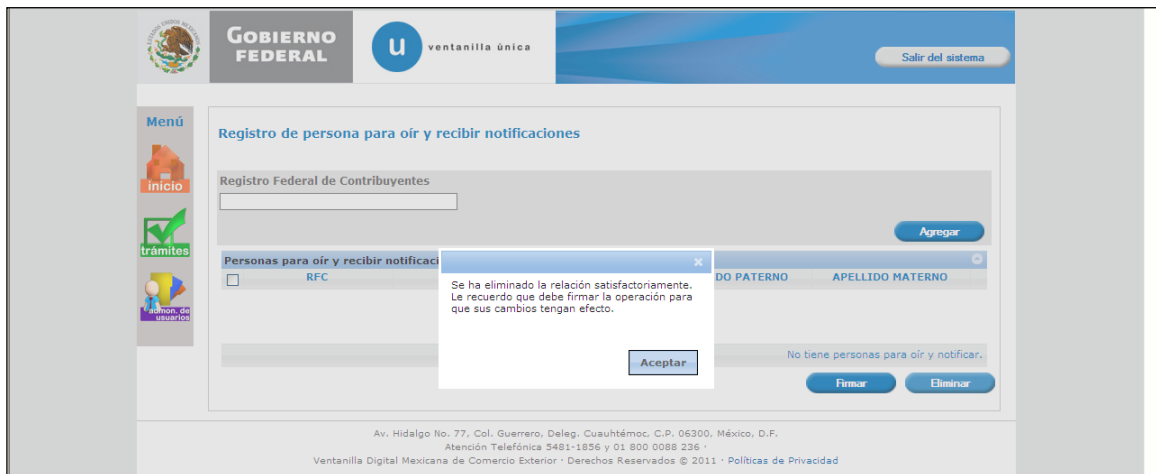 GOBIERNO
FEDERAL
u
ventanilla única
Salir del sistema
Menú
inicio
trámites
admon. de
usuarios
Registro de persona para oír y recibir notificaciones
Registro Federal de Contribuyentes
Agregar
Personas para oír y recibir notificaci
RFC
DO PATERNO
APELLIDO MATERNO
Se ha eliminado la relación satisfactoriamente.
Le recuerdo que debe firmar la operación para
que sus cambios tengan efecto.
Aceptar
No tiene personas para oír y notificar.
Firmar
Eliminar
Av. Hidalgo No. 77, Col. Guerrero, Deleg. Cuauhtémoc, C.P. 06300, México, D.F.
Atención Telefónica 5481-1856 y 01 800 0088 236 ·
Ventanilla Digital Mexicana de Comercio Exterior · Derechos Reservados © 2011 · Políticas de Privacidad